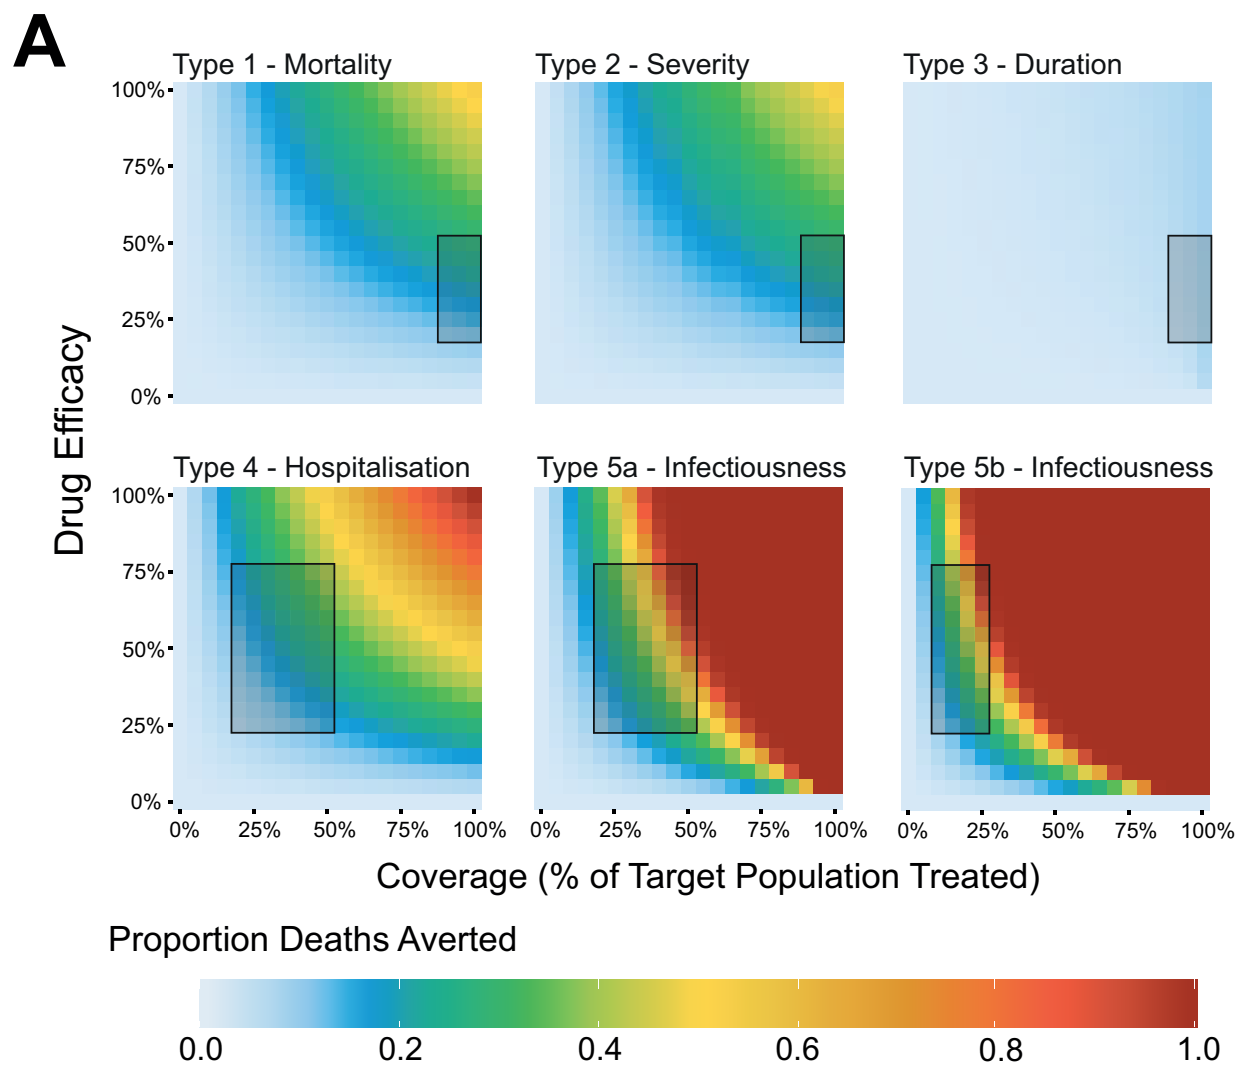 A
Type 1 - Mortality
Type 2 - Severity
Type 3 - Duration
100%
75%
50%
25%
0%
Drug Efficacy
Type 4 - Hospitalisation
Type 5a - Infectiousness
Type 5b - Infectiousness
100%
75%
50%
25%
0%
0% 25% 50% 75% 100%
0% 25% 50% 75% 100%
0% 25% 50% 75% 100%
Coverage (% of Target Population Treated)
Proportion Deaths Averted
0.0 0.2 0.4 0.6 0.8 1.0